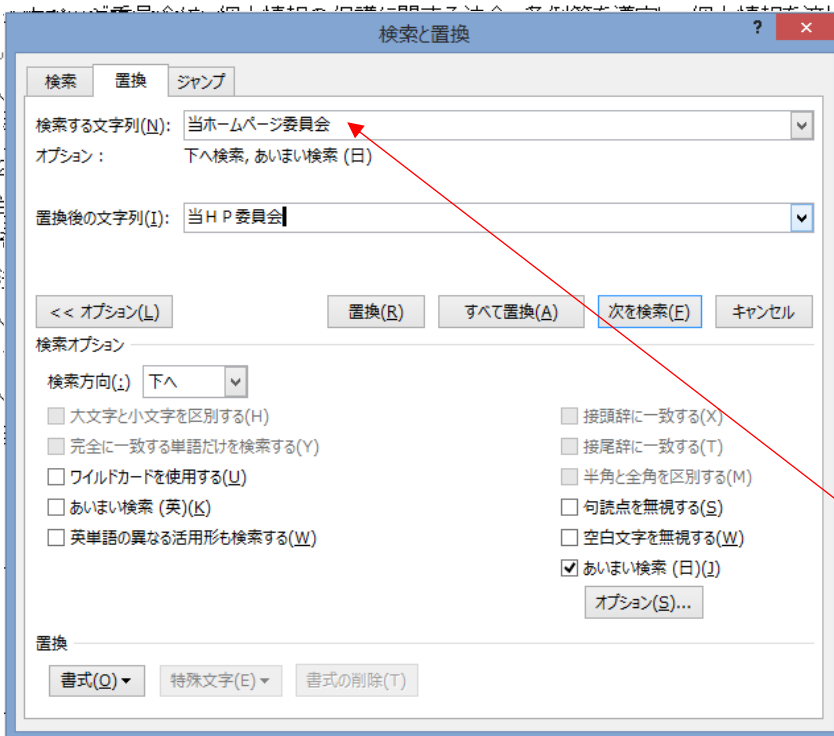 検索と置換
? ×
検索 置換 ジャンプ
検索する文字列(N): 当ホームページ委員会
オプション: 下へ検索, あいまい検索 (日)
置換後の文字列(I): 当HP委員会
<< オプション(L) 置換(R) すべて置換(A) 次を検索(F) キャンセル
検索オプション
検索方向(:) 下へ
大文字と小文字を区別する(H) 接頭辞に一致する(X)
完全に一致する単語だけを検索する(Y) 接尾辞に一致する(T)
ワイルドカードを使用する(U) 半角と全角を区別する(M)
あいまい検索 (英)(K) 句読点を無視する(S)
英単語の異なる活用形も検索する(W) 空白文字を無視する(W)
あいまい検索 (日)(J)
オプション(S)...
置換
書式(O) 特殊文字(E) 書式の削除(T)